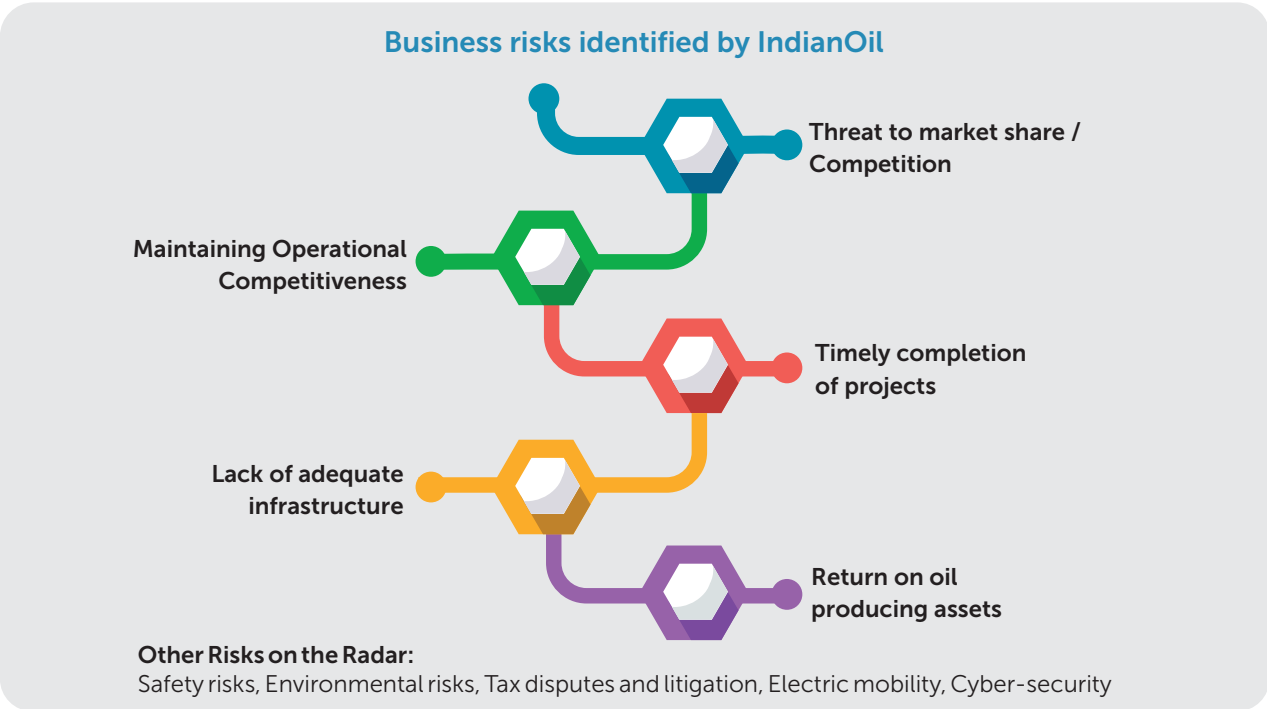 Business risks identified by IndianOil
Threat to market share /
Competition
Maintaining Operational
Competitiveness
Timely completion
of projects
Lack of adequate
infrastructure
Return on oil
producing assets
Other Risks on the Radar:
Safety risks, Environmental risks, Tax disputes and litigation, Electric mobility, Cyber-security